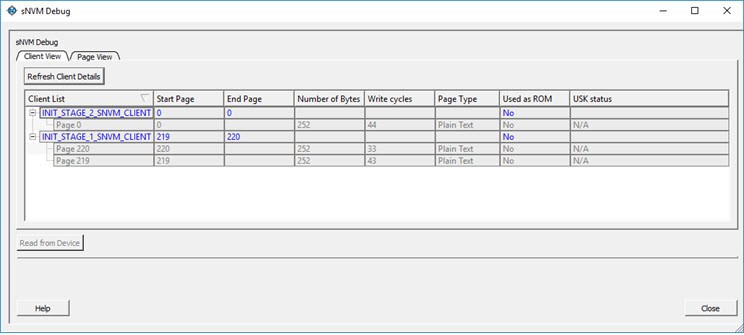 sNVM Debug
sNVM Debug
Client View Page View
Refresh Client Details
Client List Start Page End Page Number of Bytes Write cycles Page Type Used as ROM USK status
INIT_STAGE_2_SNVM_CLIENT 0 0 No
Page 0 0 252 44 Plain Text No N/A
INIT_STAGE_1_SNVM_CLIENT 219 220 No
Page 220 220 252 33 Plain Text No N/A
Page 219 219 252 43 Plain Text No N/A
Read from Device
Help Close